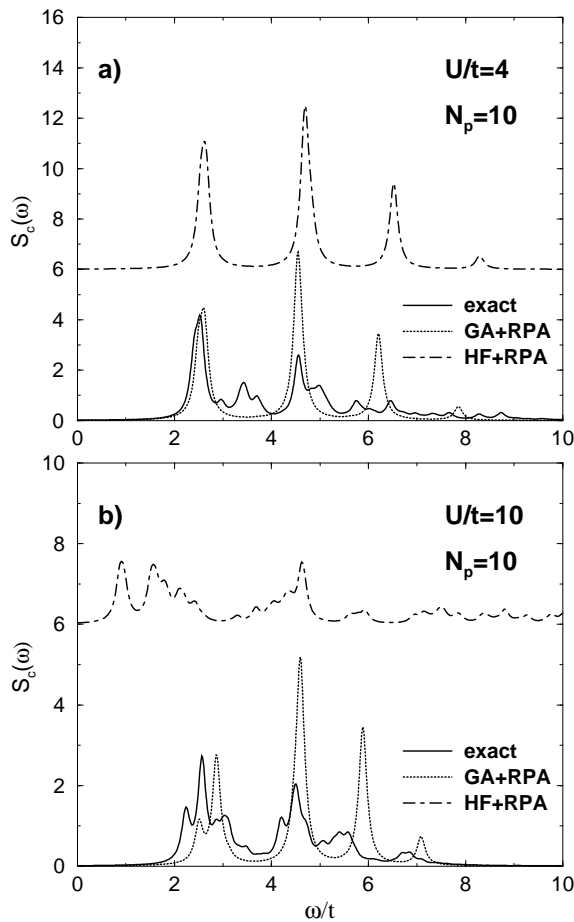 16
a)
U/t=4
14
N_p=10
12
10
S_c(ω)
8
6
4
exact
GA+RPA
2
HF+RPA
0
0 2 4 6 8 10
10
b)
U/t=10
8
N_p=10
6
S_c(ω)
4
exact
GA+RPA
2
HF+RPA
0
0 2 4 6 8 10
ω/t